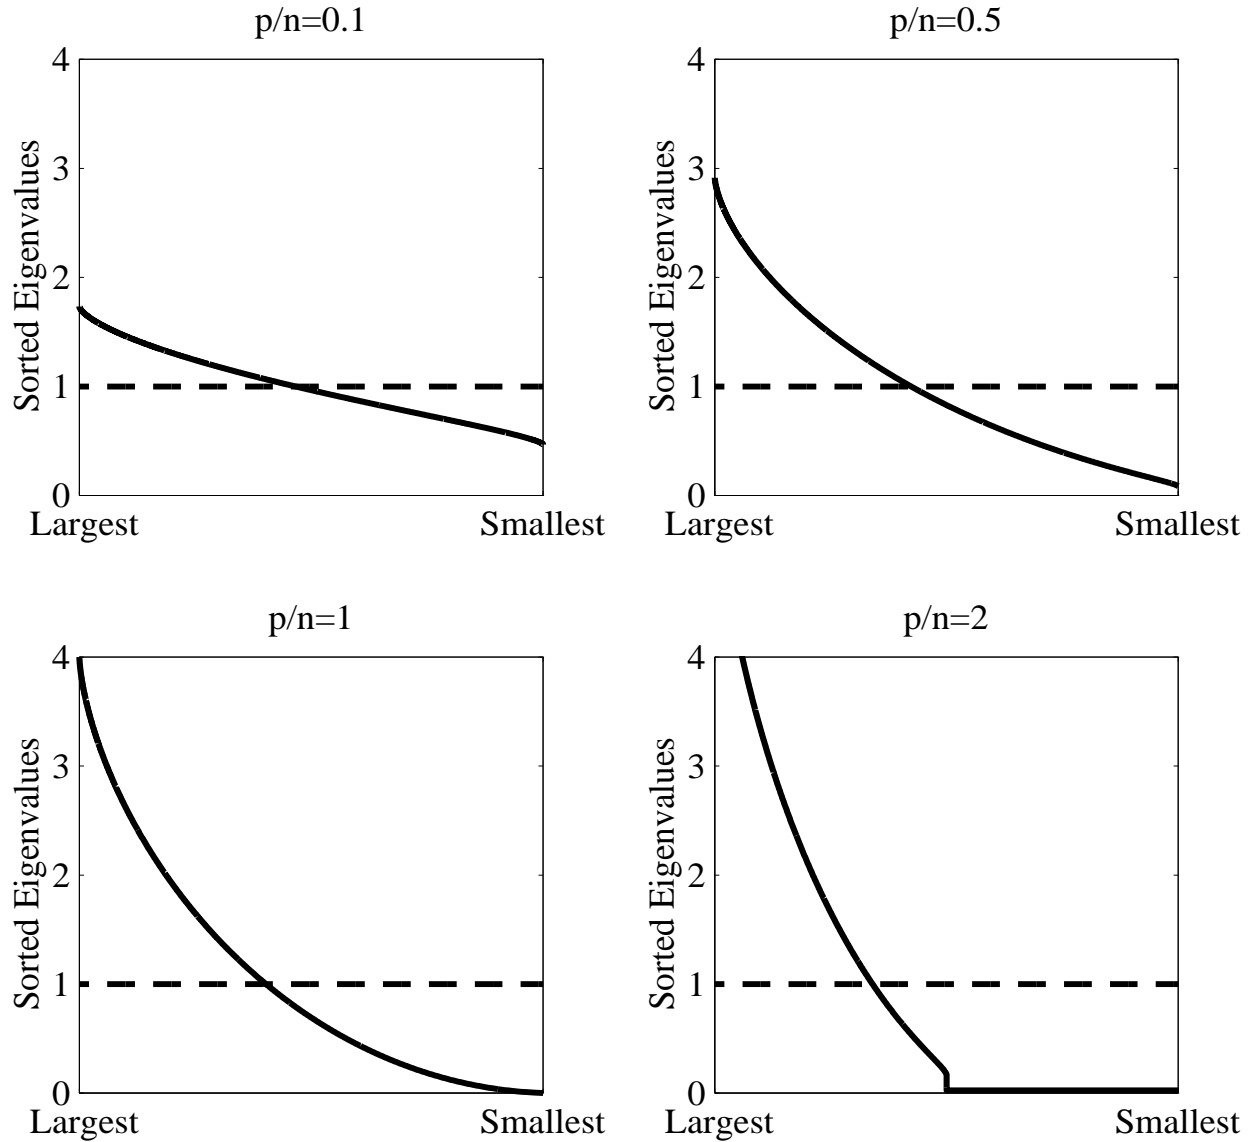 p/n=0.1
4
3
2
1
0
Sorted Eigenvalues
Largest
Smallest
p/n=0.5
4
3
2
1
0
Sorted Eigenvalues
Largest
Smallest
p/n=1
4
3
2
1
0
Sorted Eigenvalues
Largest
Smallest
p/n=2
4
3
2
1
0
Sorted Eigenvalues
Largest
Smallest